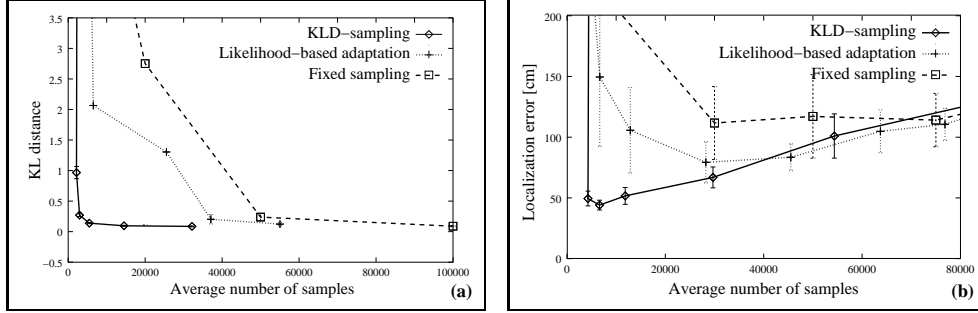 3.5
3
2.5
2
1.5
1
0.5
0
−0.5
KL distance
KLD−sampling
Likelihood−based adaptation
Fixed sampling
0 20000 40000 60000 80000 100000
Average number of samples
(a)
200
150
100
50
0
Localization error [cm]
KLD−sampling
Likelihood−based adaptation
Fixed sampling
0 20000 40000 60000 80000
Average number of samples
(b)